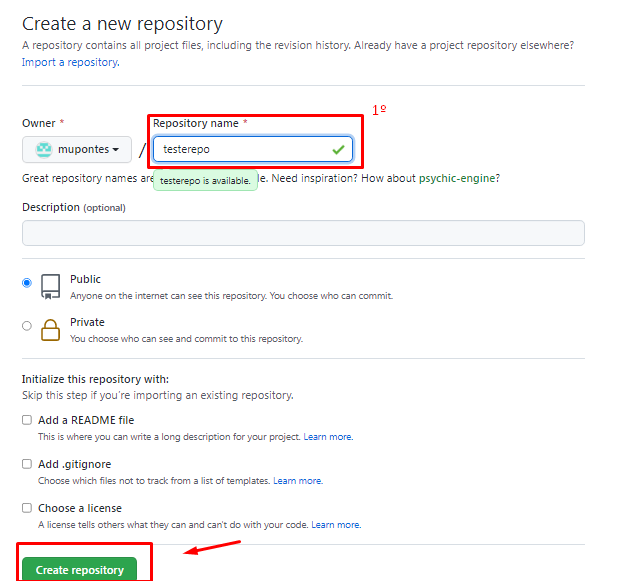 Create a new repository
A repository contains all project files, including the revision history. Already have a project repository elsewhere?
Import a repository.
1º
Owner *
Repository name *
mupontes
/
testerepo
Great repository names are
testerepo is available.
le. Need inspiration? How about psychic-engine?
Description (optional)
Public
Anyone on the internet can see this repository. You choose who can commit.
Private
You choose who can see and commit to this repository.
Initialize this repository with:
Skip this step if you're importing an existing repository.
Add a README file
This is where you can write a long description for your project. Learn more.
Add .gitignore
Choose which files not to track from a list of templates. Learn more.
Choose a license
A license tells others what they can and can't do with your code. Learn more.
Create repository